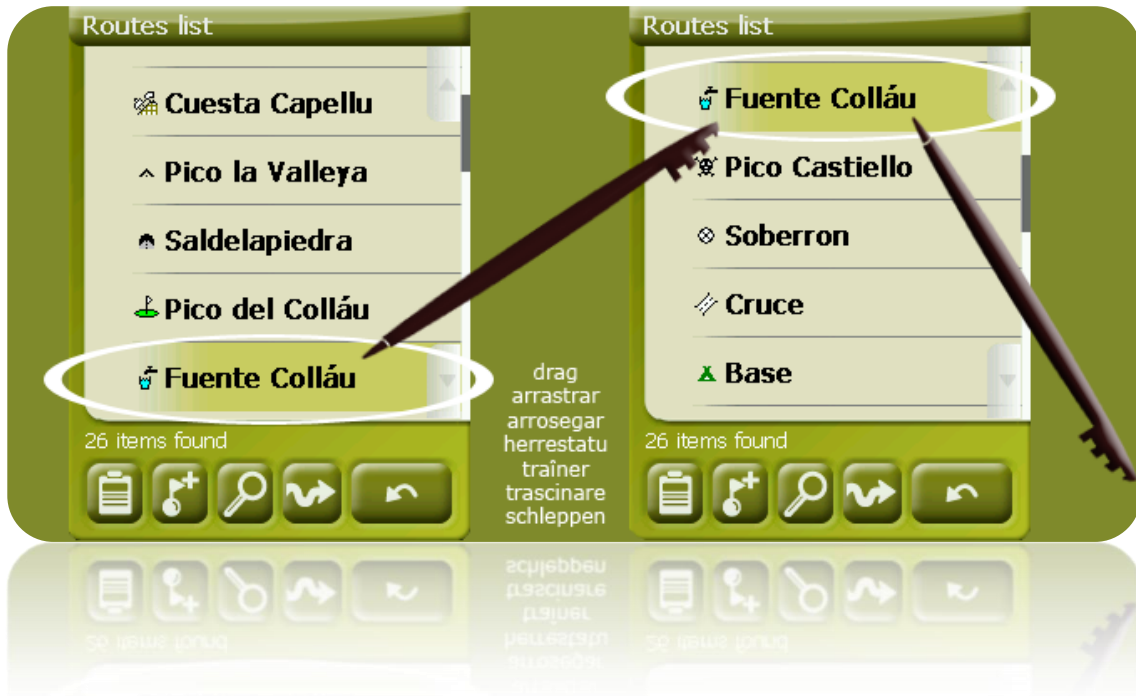 Routes list
Cuesta Capellu
Pico la Valleya
Saldelapiedra
Pico del Colláu
Fuente Colláu
26 items found
drag
arrastrar
arrosegar
herrestatu
traîner
trascinare
schleppen
Routes list
Fuente Colláu
Pico Castiello
Soberron
Cruce
Base
26 items found